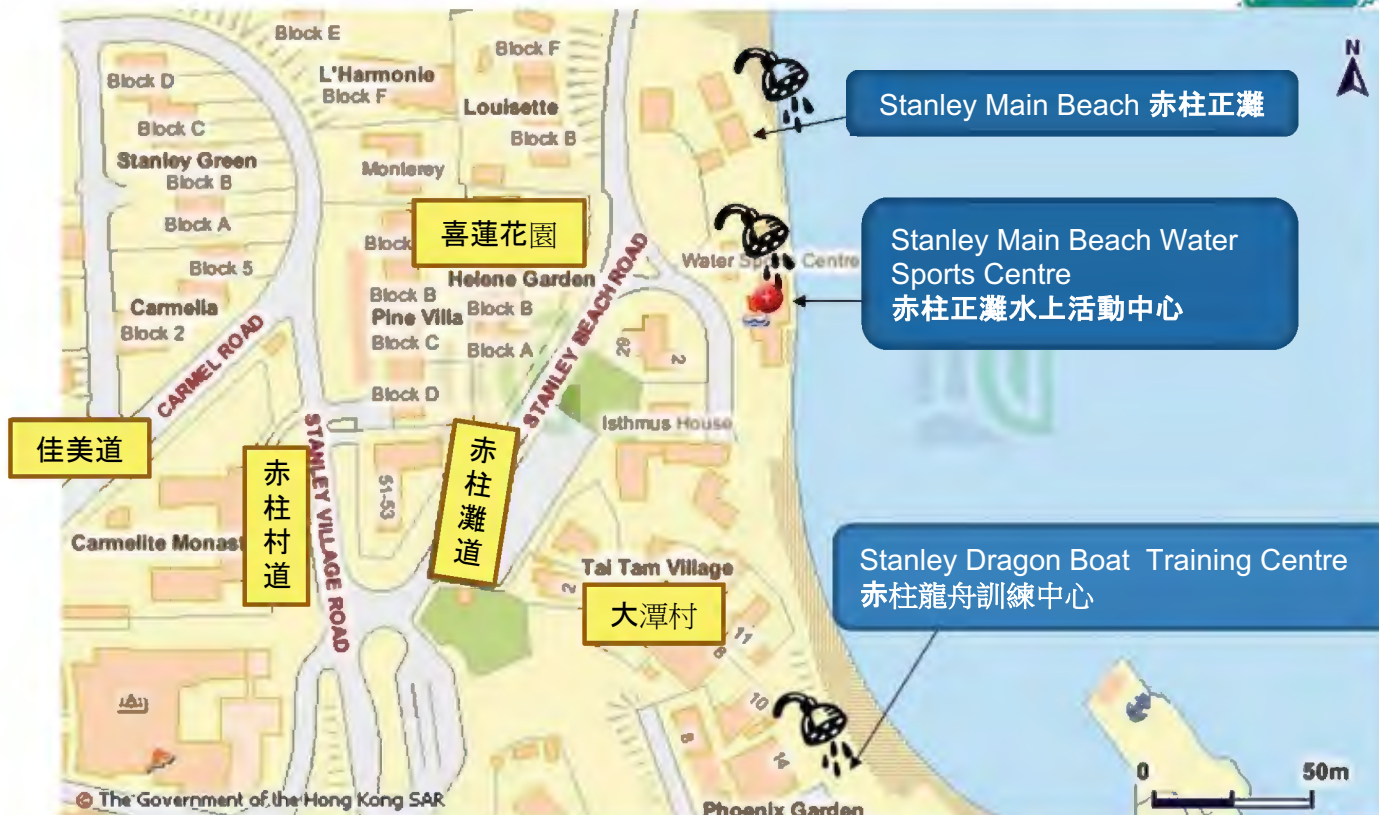 Block E
Block F
Block D
L'Harmonie
Block F
Louisette
Block C
Block B
Stanley Green
Block B
Monterey
Block A
Block 5
Carmelia
Block 2
CARMEL ROAD
佳美道
喜蓮花園
Block
Helene Garden
Block B
Block B
Pine Villa
Block C
Block A
Block D
STANLEY BEACH ROAD
赤柱灘道
STANLEY VILLAGE ROAD
赤柱村道
51-53
62
2
Isthmus House
Carmelite Monast
Tai Tam Village
大潭村
2
11
10
8
14
Phoenix Garden
N
Stanley Main Beach 赤柱正灘
Water Sports Centre
Stanley Main Beach Water
Sports Centre
赤柱正灘水上活動中心
Stanley Dragon Boat Training Centre
赤柱龍舟訓練中心
0
50m
© The Government of the Hong Kong SAR